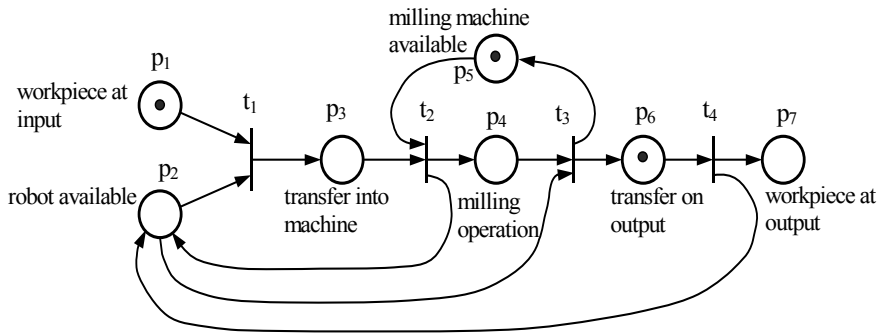 milling machine
available
p5
p1
workpiece at
input
t1
p3
t2
p4
t3
p6
t4
p7
robot available
p2
transfer into
machine
milling
operation
transfer on
output
workpiece at
output